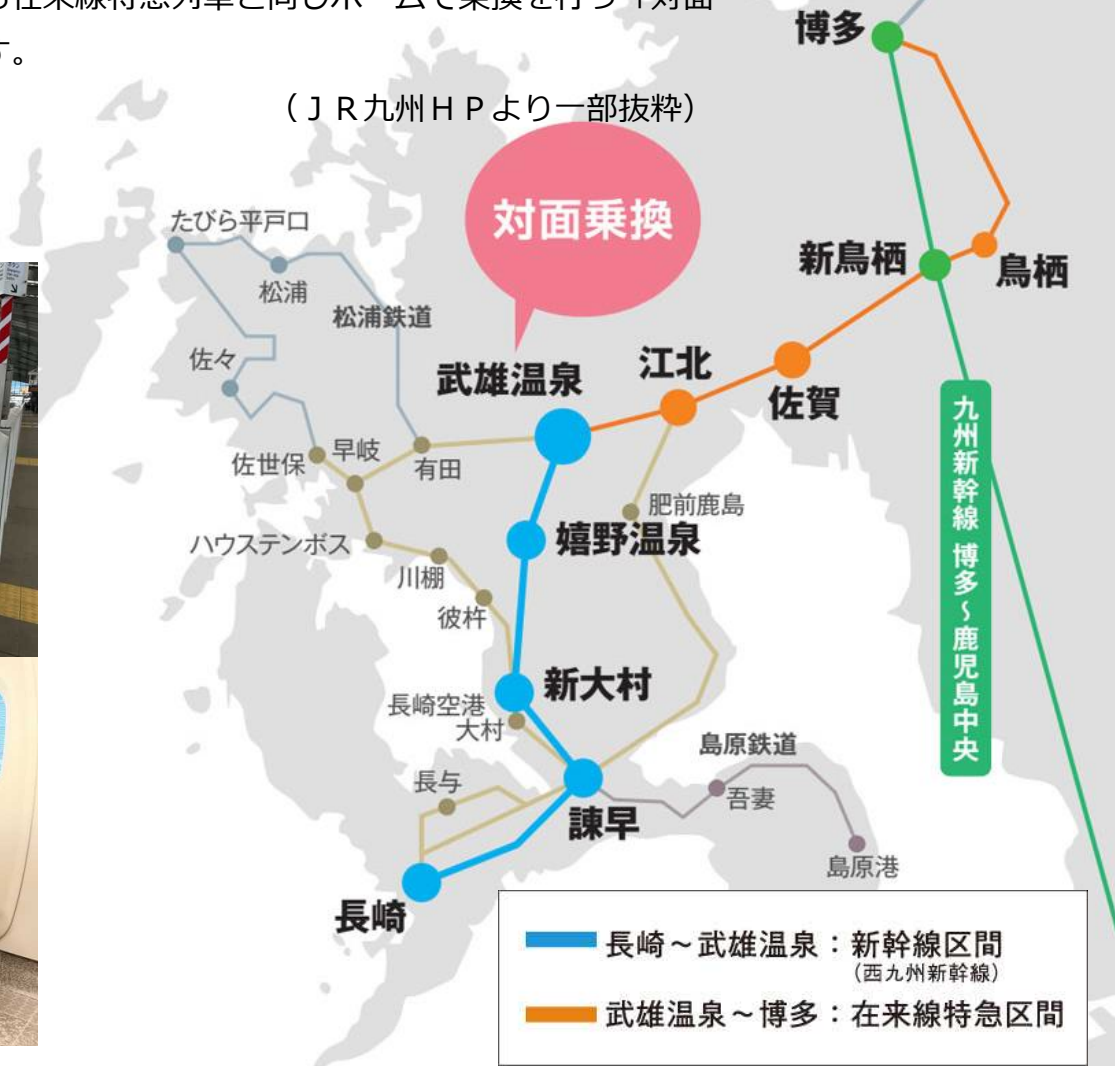 ら在来線特急列車と同じホームで乗換を行う「対面
す。
（ＪＲ九州ＨＰより一部抜粋）
博多
対面乗換
たびら平戸口
松浦
松浦鉄道
新鳥栖
鳥栖
佐々
武雄温泉
江北
佐賀
佐世保
早岐
有田
肥前鹿島
ハウステンボス
嬉野温泉
川棚
彼杵
九州新幹線 博多～鹿児島中央
新大村
長崎空港
大村
島原鉄道
長与
吾妻
諫早
島原港
長崎
長崎～武雄温泉：新幹線区間
（西九州新幹線）
武雄温泉～博多：在来線特急区間